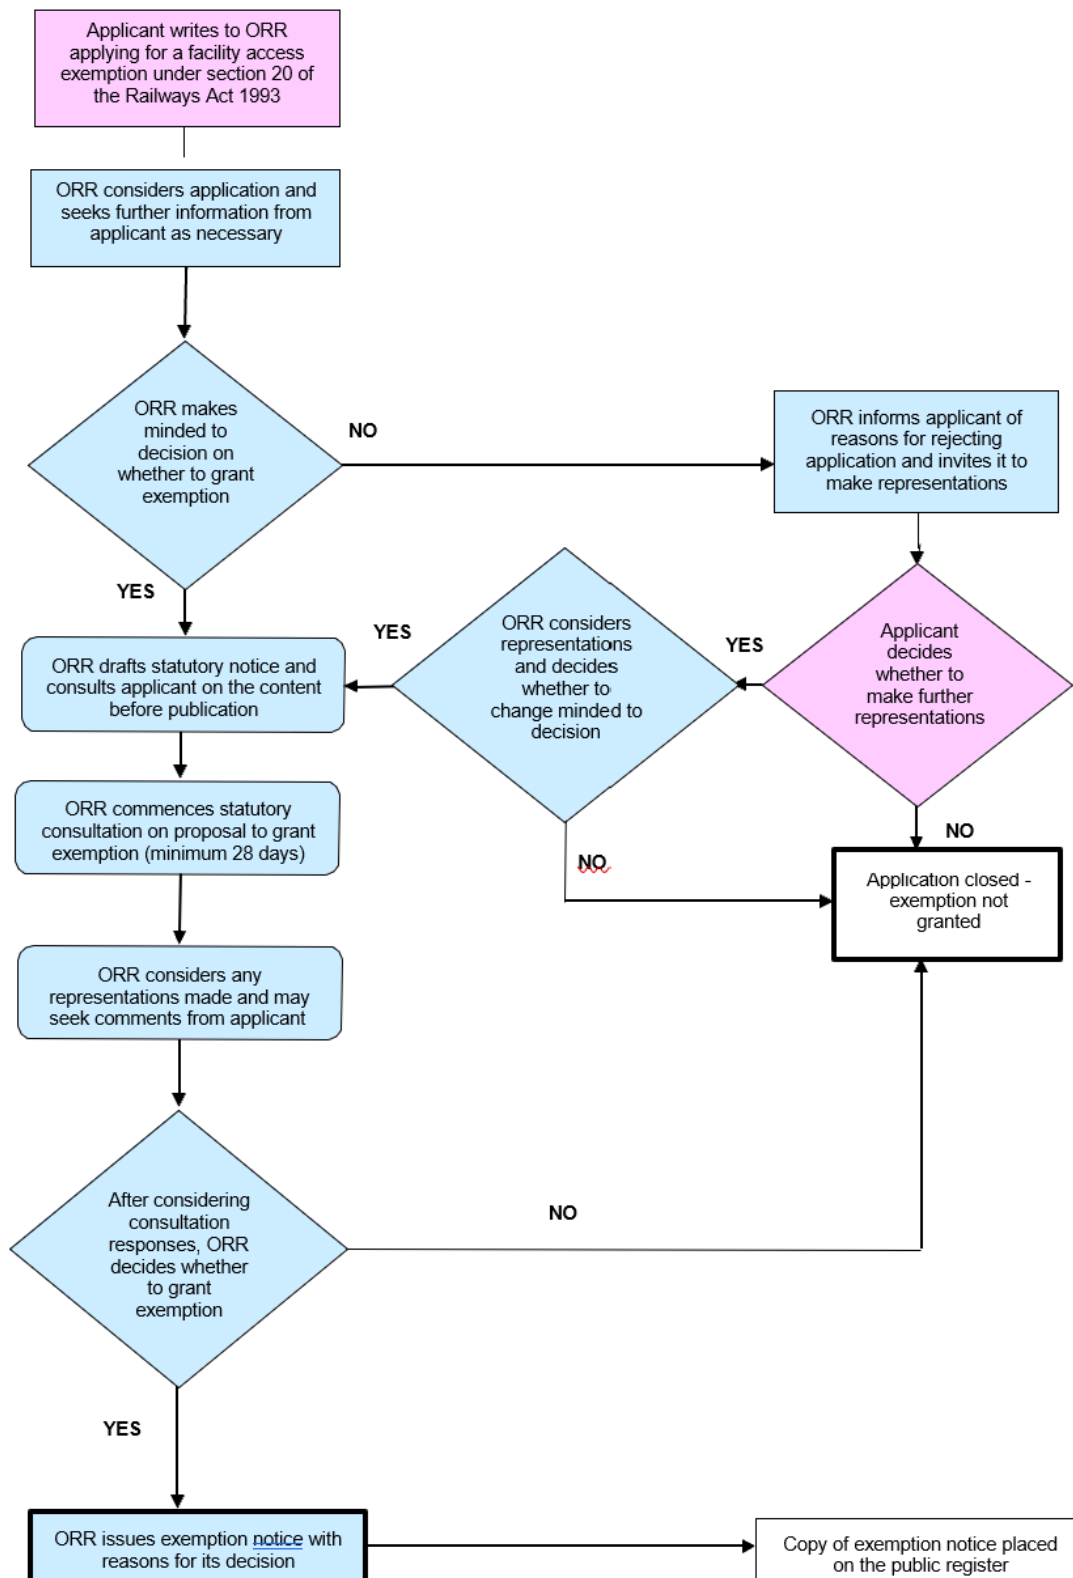 Applicant writes to ORR
applying for a facility access
exemption under section 20 of
the Railways Act 1993
ORR considers application and
seeks further information from
applicant as necessary
ORR makes
minded to
decision on
whether to grant
exemption
NO
ORR informs applicant of
reasons for rejecting
application and invites it to
make representations
YES
ORR considers
representations
and decides
whether to
change minded to
decision
YES
YES
Applicant
decides
whether to
make further
representations
ORR drafts statutory notice and
consults applicant on the content
before publication
ORR commences statutory
consultation on proposal to grant
exemption (minimum 28 days)
NO
NO
Application closed -
exemption not
granted
ORR considers any
representations made and may
seek comments from applicant
After considering
consultation
responses, ORR
decides whether
to grant
exemption
NO
YES
ORR issues exemption notice with
reasons for its decision
Copy of exemption notice placed
on the public register